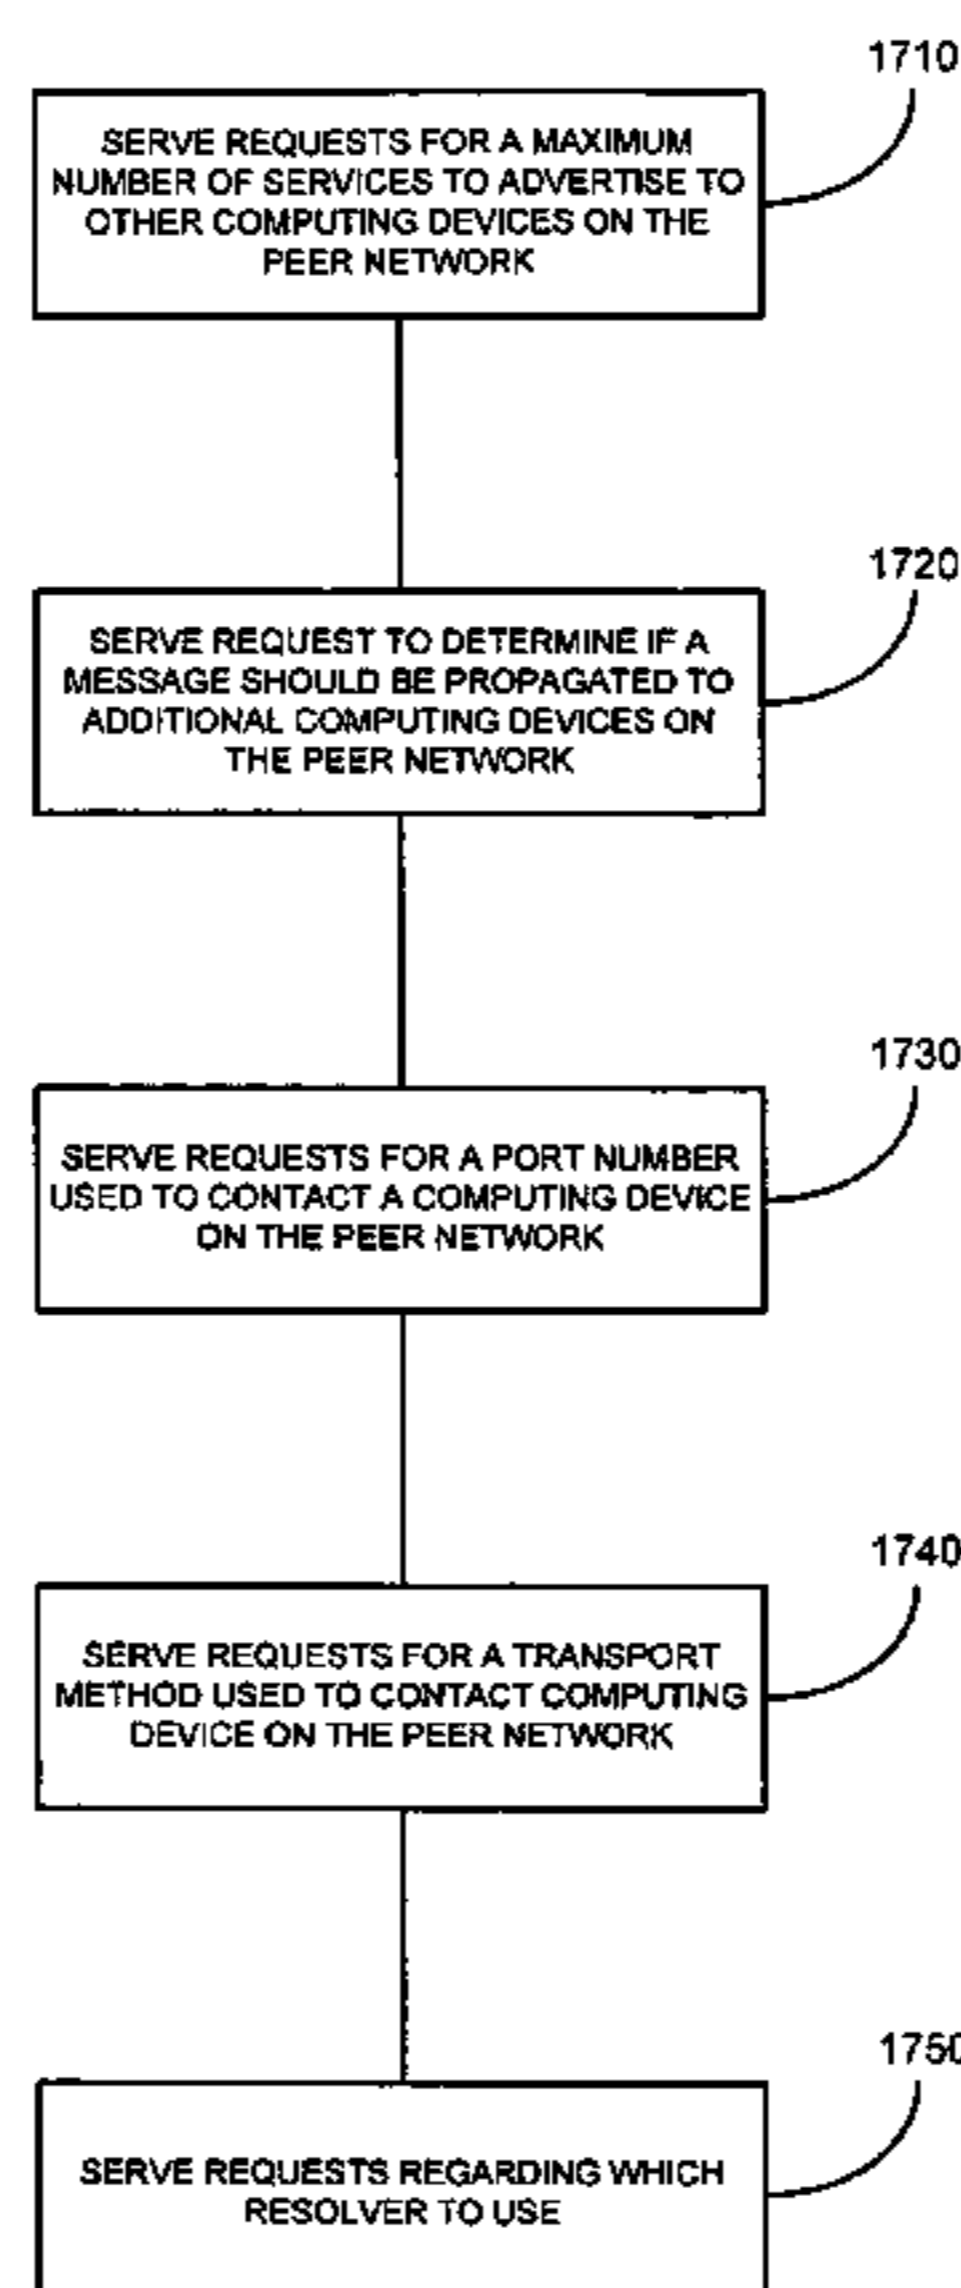 1710
SERVE REQUESTS FOR A MAXIMUM
NUMBER OF SERVICES TO ADVERTISE TO
OTHER COMPUTING DEVICES ON THE
PEER NETWORK
1720
SERVE REQUEST TO DETERMINE IF A
MESSAGE SHOULD BE PROPAGATED TO
ADDITIONAL COMPUTING DEVICES ON
THE PEER NETWORK
1730
SERVE REQUESTS FOR A PORT NUMBER
USED TO CONTACT A COMPUTING DEVICE
ON THE PEER NETWORK
1740
SERVE REQUESTS FOR A TRANSPORT
METHOD USED TO CONTACT COMPUTING
DEVICE ON THE PEER NETWORK
1750
SERVE REQUESTS REGARDING WHICH
RESOLVER TO USE